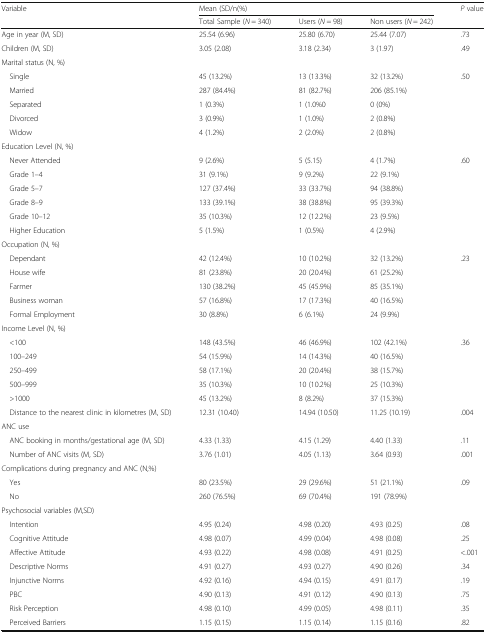 Variable Mean (SD/n(%) P value
Total Sample (N = 340) Users (N = 98) Non users (N = 242)
Age in year (M, SD) 25.54 (6.96) 25.80 (6.70) 25.44 (7.07) .73
Children (M, SD) 3.05 (2.08) 3.18 (2.34) 3 (1.97) .49
Marital status (N, %)
Single 45 (13.2%) 13 (13.3%) 32 (13.2%) .50
Married 287 (84.4%) 81 (82.7%) 206 (85.1%)
Separated 1 (0.3%) 1 (1.0%0 0 (0%)
Divorced 3 (0.9%) 1 (1.0%) 2 (0.8%)
Widow 4 (1.2%) 2 (2.0%) 2 (0.8%)
Education Level (N, %)
Never Attended 9 (2.6%) 5 (5.15) 4 (1.7%) .60
Grade 1–4 31 (9.1%) 9 (9.2%) 22 (9.1%)
Grade 5–7 127 (37.4%) 33 (33.7%) 94 (38.8%)
Grade 8–9 133 (39.1%) 38 (38.8%) 95 (39.3%)
Grade 10–12 35 (10.3%) 12 (12.2%) 23 (9.5%)
Higher Education 5 (1.5%) 1 (0.5%) 4 (2.9%)
Occupation (N, %)
Dependant 42 (12.4%) 10 (10.2%) 32 (13.2%) .23
House wife 81 (23.8%) 20 (20.4%) 61 (25.2%)
Farmer 130 (38.2%) 45 (45.9%) 85 (35.1%)
Business woman 57 (16.8%) 17 (17.3%) 40 (16.5%)
Formal Employment 30 (8.8%) 6 (6.1%) 24 (9.9%)
Income Level (N, %)
<100 148 (43.5%) 46 (46.9%) 102 (42.1%) .36
100–249 54 (15.9%) 14 (14.3%) 40 (16.5%)
250–499 58 (17.1%) 20 (20.4%) 38 (15.7%)
500–999 35 (10.3%) 10 (10.2%) 25 (10.3%)
>1000 45 (13.2%) 8 (8.2%) 37 (15.3%)
Distance to the nearest clinic in kilometres (M, SD) 12.31 (10.40) 14.94 (10.50) 11.25 (10.19) .004
ANC use
ANC booking in months/gestational age (M, SD) 4.33 (1.33) 4.15 (1.29) 4.40 (1.33) .11
Number of ANC visits (M, SD) 3.76 (1.01) 4.05 (1.13) 3.64 (0.93) .001
Complications during pregnancy and ANC (N,%)
Yes 80 (23.5%) 29 (29.6%) 51 (21.1%) .09
No 260 (76.5%) 69 (70.4%) 191 (78.9%)
Psychosocial variables (M,SD)
Intention 4.95 (0.24) 4.98 (0.20) 4.93 (0.25) .08
Cognitive Attitude 4.98 (0.07) 4.99 (0.04) 4.98 (0.08) .25
Affective Attitude 4.93 (0.22) 4.98 (0.08) 4.91 (0.25) <.001
Descriptive Norms 4.91 (0.27) 4.93 (0.27) 4.90 (0.26) .34
Injunctive Norms 4.92 (0.16) 4.94 (0.15) 4.91 (0.17) .19
PBC 4.90 (0.13) 4.91 (0.12) 4.90 (0.13) .75
Risk Perception 4.98 (0.10) 4.99 (0.05) 4.98 (0.11) .35
Perceived Barriers 1.15 (0.15) 1.15 (0.14) 1.15 (0.16) .82